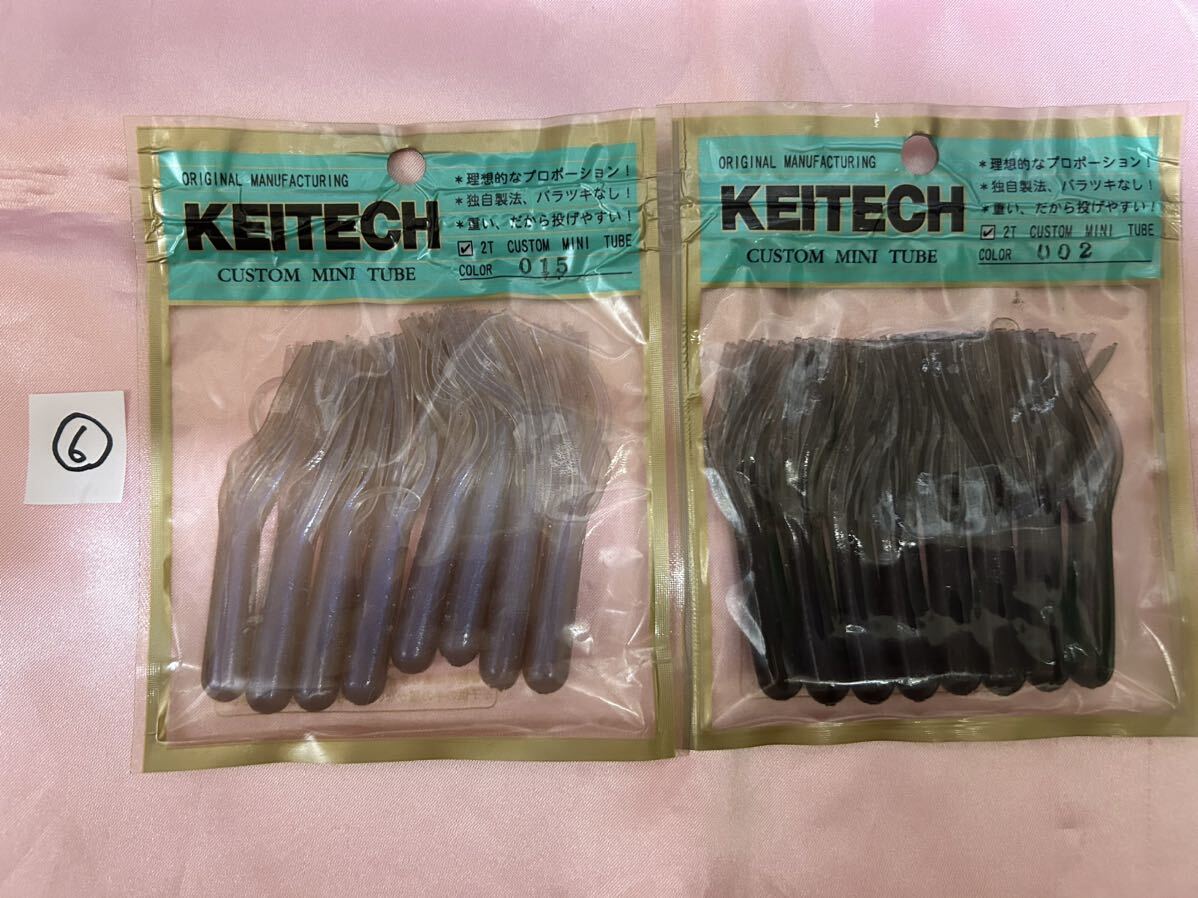 ORIGINAL MANUFACTURING
KEITECH
CUSTOM MINI TUBE
*理想的なプロポーション!
*独自製法、バラツキなし!
*重い、だから投げやすい!
☑ 2T CUSTOM MINI TUBE
COLOR 015
ORIGINAL MANUFACTURING
KEITECH
CUSTOM MINI TUBE
*理想的なプロポーション!
*独自製法、バラツキなし!
*重い、だから投げやすい!
☑ 2T CUSTOM MINI TUBE
COLOR 002
⑥